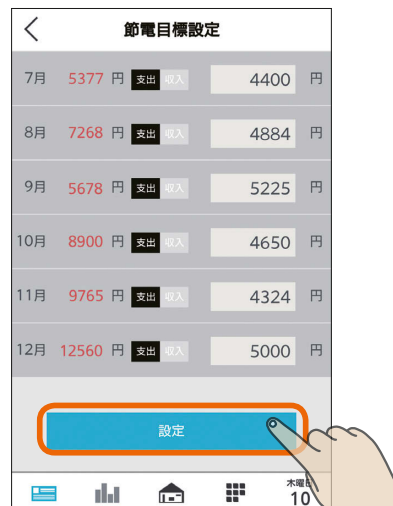 節電目標設定
7月 5377 円 支出 収入 4400 円
8月 7268 円 支出 収入 4884 円
9月 5678 円 支出 収入 5225 円
10月 8900 円 支出 収入 4650 円
11月 9765 円 支出 収入 4324 円
12月 12560 円 支出 収入 5000 円
設定
木曜日
10